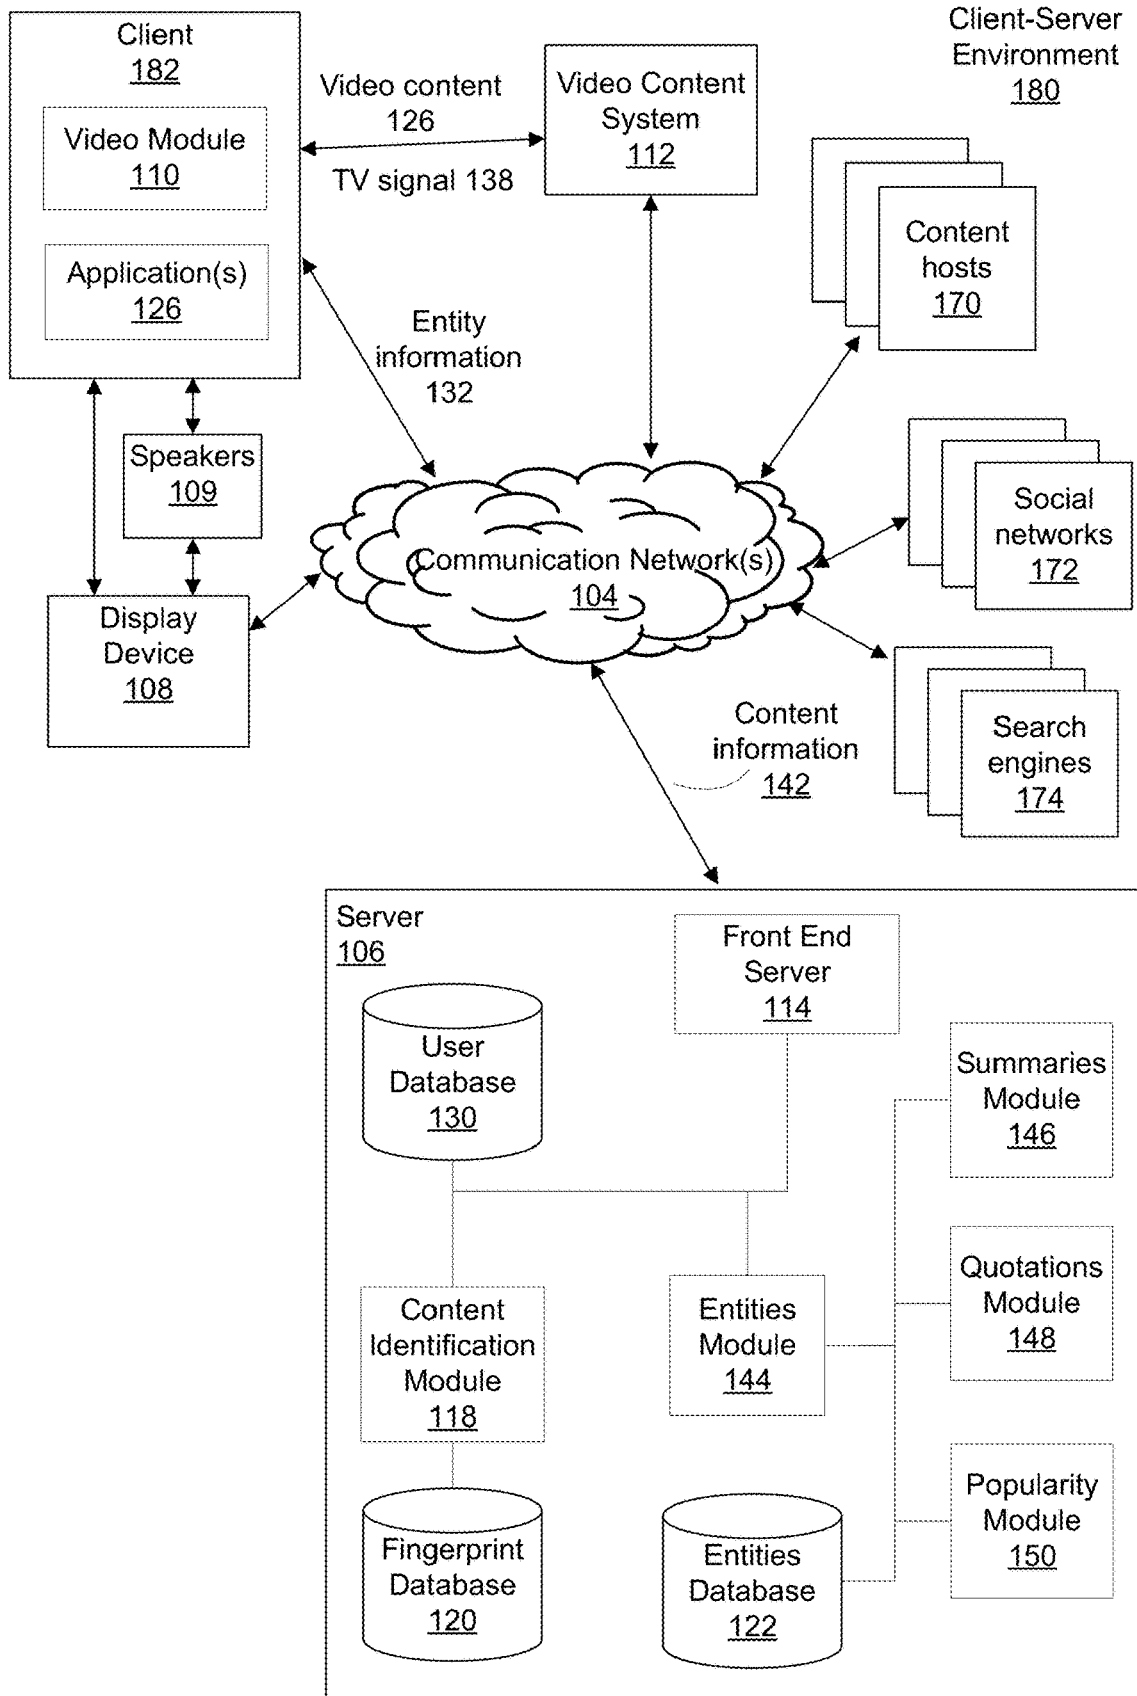 Client
182
Video Module
110
Application(s)
126
Video content
126
TV signal 138
Video Content
System
112
Client-Server
Environment
180
Content
hosts
170
Entity
information
132
Speakers
109
Display
Device
108
Communication Network(s)
104
Social
networks
172
Search
engines
174
Content
information
142
Server
106
Front End
Server
114
User
Database
130
Summaries
Module
146
Content
Identification
Module
118
Entities
Module
144
Quotations
Module
148
Fingerprint
Database
120
Entities
Database
122
Popularity
Module
150